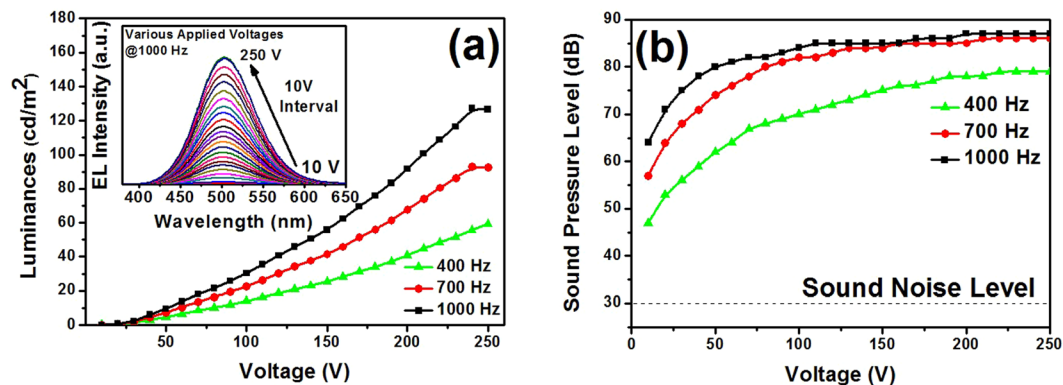 (a)
Luminances (cd/m²)
180
160
140
120
100
80
60
40
20
0
0
50
100
150
200
250
Voltage (V)
400 Hz
700 Hz
1000 Hz
EL Intensity (a.u.)
Various Applied Voltages
@1000 Hz
250 V
10V
Interval
10 V
400
450
500
550
600
650
Wavelength (nm)
(b)
Sound Pressure Level (dB)
90
80
70
60
50
40
30
0
50
100
150
200
250
Voltage (V)
400 Hz
700 Hz
1000 Hz
Sound Noise Level